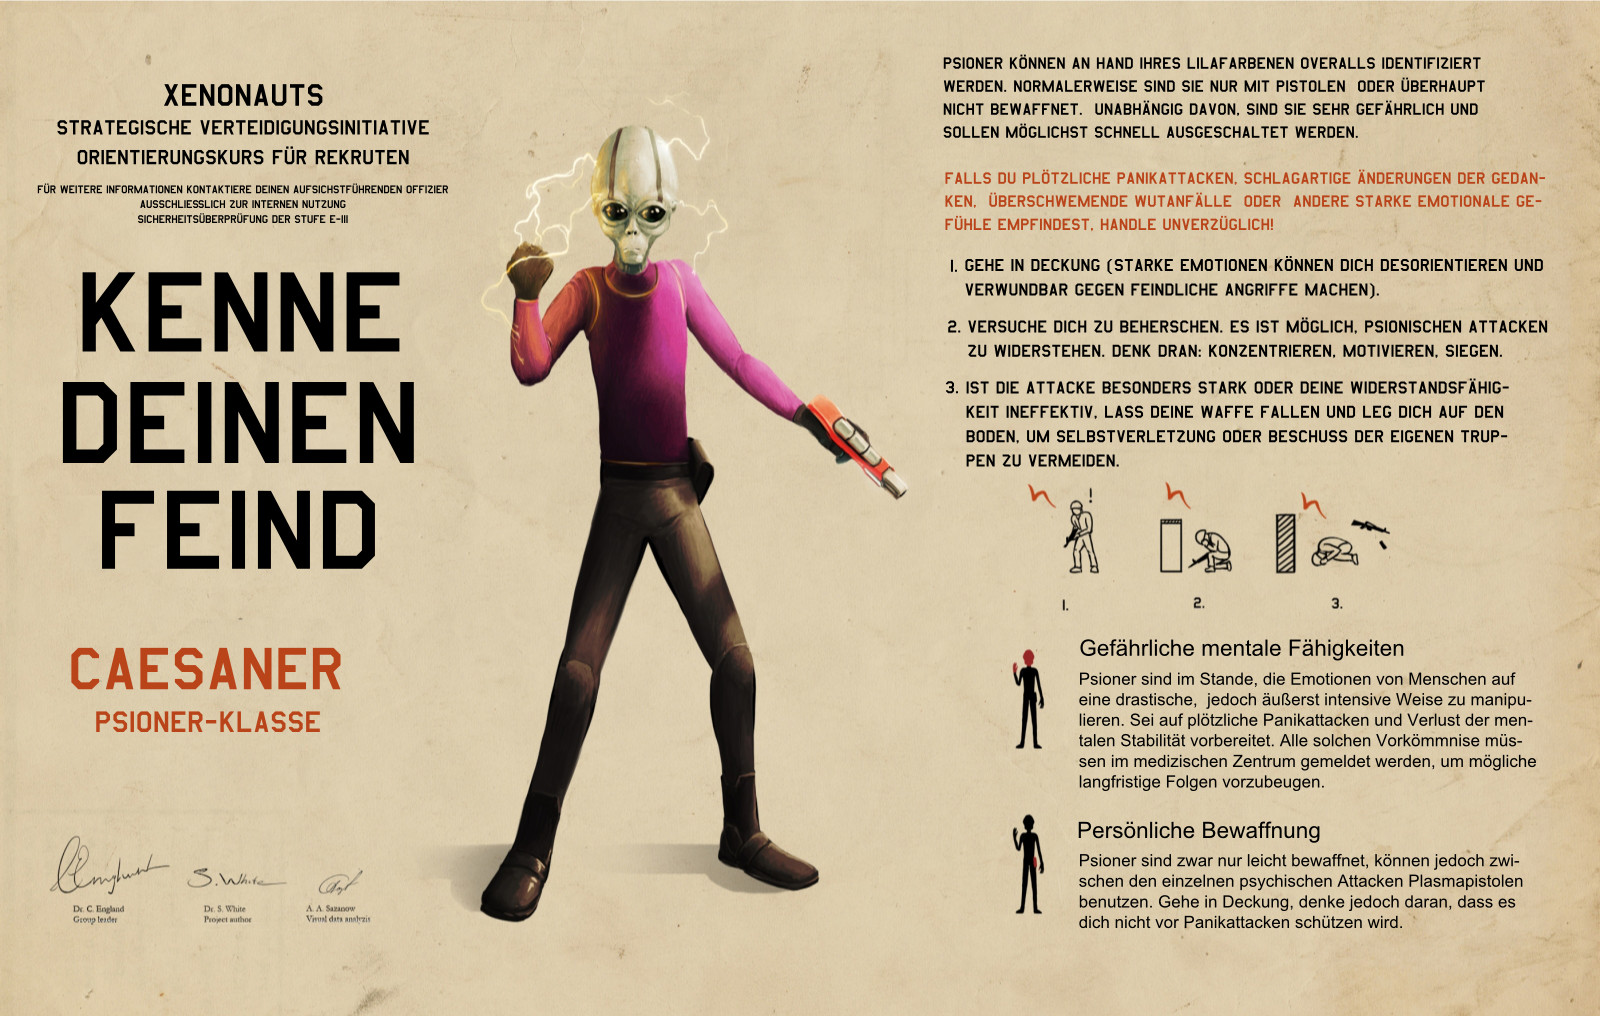 XENONAUTS
STRATEGISCHE VERTEIDIGUNGSINITIATIVE
ORIENTIERUNGSKURS FÜR REKRUTEN
FÜR WEITERE INFORMATIONEN KONTAKTIERE DEINEN AUFSICHSTFÜHRENDEN OFFIZIER
AUSSCHLIESSLICH ZUR INTERNEN NUTZUNG
SICHERHEITSÜBERPRÜFUNG DER STUFE E-III
KENNE
DEINEN
FEIND
CAESANER
PSIONER-KLASSE
S. White
Dr. C. England
Group leader
Dr. S. White
Project author
A. A. Sazanow
Visual data analyzis
PSIONER KÖNNEN AN HAND IHRES LILAFARBENEN OVERALLS IDENTIFIZIERT
WERDEN. NORMALERWEISE SIND SIE NUR MIT PISTOLEN ODER ÜBERHAUPT
NICHT BEWAFFNET. UNABHÄNGIG DAVON, SIND SIE SEHR GEFÄHRLICH UND
SOLLEN MÖGLICHST SCHNELL AUSGESCHALTET WERDEN.
FALLS DU PLÖTZLICHE PANIKATTACKEN, SCHLAGARTIGE ÄNDERUNGEN DER GEDAN-
KEN, ÜBERSCHWEMENDE WUTANFÄLLE ODER ANDERE STARKE EMOTIONALE GE-
FÜHLE EMPFINDEST, HANDLE UNVERZÜGLICH!
1. GEHE IN DECKUNG (STARKE EMOTIONEN KÖNNEN DICH DESORIENTIEREN UND
VERWUNDBAR GEGEN FEINDLICHE ANGRIFFE MACHEN).
2. VERSUCHE DICH ZU BEHERSCHEN. ES IST MÖGLICH, PSIONISCHEN ATTACKEN
ZU WIDERSTEHEN. DENK DRAN: KONZENTRIEREN, MOTIVIEREN, SIEGEN.
3. IST DIE ATTACKE BESONDERS STARK ODER DEINE WIDERSTANDSFÄHIG-
KEIT INEFFEKTIV, LASS DEINE WAFFE FALLEN UND LEG DICH AUF DEN
BODEN, UM SELBSTVERLETZUNG ODER BESCHUSS DER EIGENEN TRUP-
PEN ZU VERMEIDEN.
!
1.
2.
3.
Gefährliche mentale Fähigkeiten
Psioner sind im Stande, die Emotionen von Menschen auf
eine drastische, jedoch äußerst intensive Weise zu manipu-
lieren. Sei auf plötzliche Panikattacken und Verlust der men-
talen Stabilität vorbereitet. Alle solchen Vorkömmnise müs-
sen im medizischen Zentrum gemeldet werden, um mögliche
langfristige Folgen vorzubeugen.
Persönliche Bewaffnung
Psioner sind zwar nur leicht bewaffnet, können jedoch zwi-
schen den einzelnen psychischen Attacken Plasmapistolen
benutzen. Gehe in Deckung, denke jedoch daran, dass es
dich nicht vor Panikattacken schützen wird.